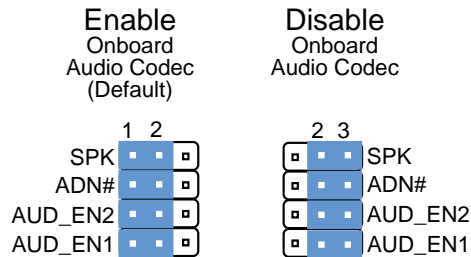 Enable
Onboard
Audio Codec
(Default)
1 2
SPK
ADN#
AUD_EN2
AUD_EN1
Disable
Onboard
Audio Codec
2 3
SPK
ADN#
AUD_EN2
AUD_EN1